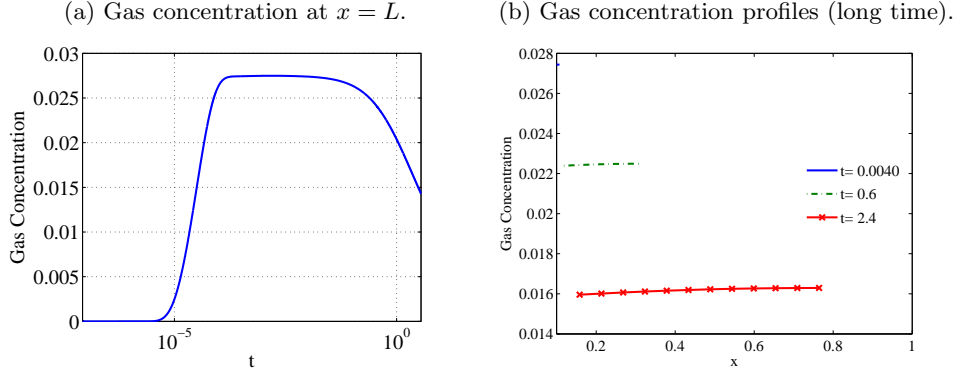 (a) Gas concentration at x = L.
0.03
0.025
0.02
0.015
0.01
0.005
0
Gas Concentration
10^-5
10^0
t
(b) Gas concentration profiles (long time).
0.028
0.026
0.024
0.022
0.02
0.018
0.016
0.014
Gas Concentration
t= 0.0040
t= 0.6
t= 2.4
0.2
0.4
0.6
0.8
1
x